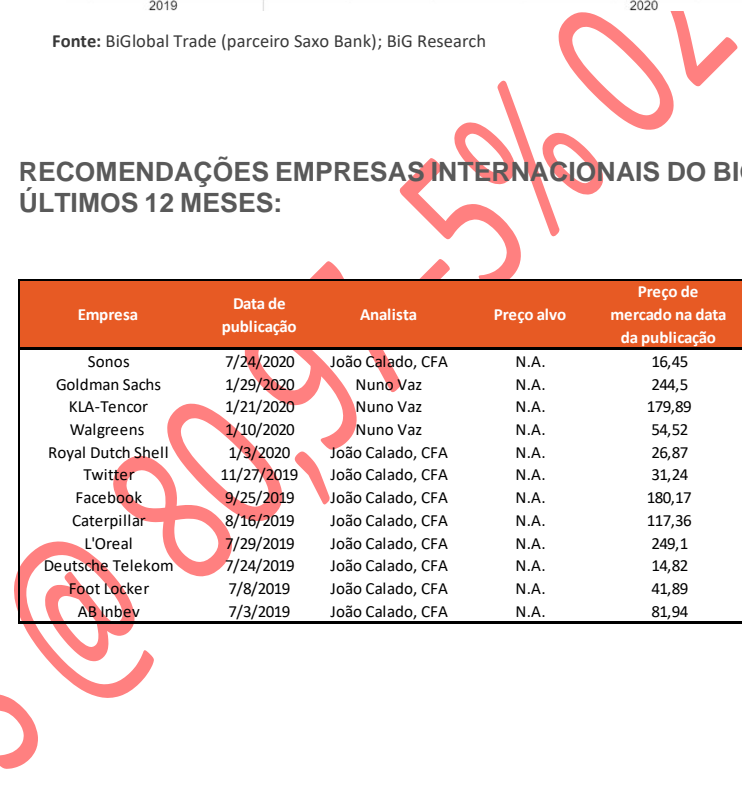 2019 2020
Fonte: BiGlobal Trade (parceiro Saxo Bank); BiG Research
RECOMENDAÇÕES EMPRESAS INTERNACIONAIS DO
ÚLTIMOS 12 MESES:
Empresa Data de publicação Analista Preço alvo Preço de mercado na data da publicação
Sonos 7/24/2020 João Calado, CFA N.A. 16,45
Goldman Sachs 1/29/2020 Nuno Vaz N.A. 244,5
KLA-Tencor 1/21/2020 Nuno Vaz N.A. 179,89
Walgreens 1/10/2020 Nuno Vaz N.A. 54,52
Royal Dutch Shell 1/3/2020 João Calado, CFA N.A. 26,87
Twitter 11/27/2019 João Calado, CFA N.A. 31,24
Facebook 9/25/2019 João Calado, CFA N.A. 180,17
Caterpillar 8/16/2019 João Calado, CFA N.A. 117,36
L'Oreal 7/29/2019 João Calado, CFA N.A. 249,1
Deutsche Telekom 7/24/2019 João Calado, CFA N.A. 14,82
Foot Locker 7/8/2019 João Calado, CFA N.A. 41,89
AB Inbev 7/3/2019 João Calado, CFA N.A. 81,94